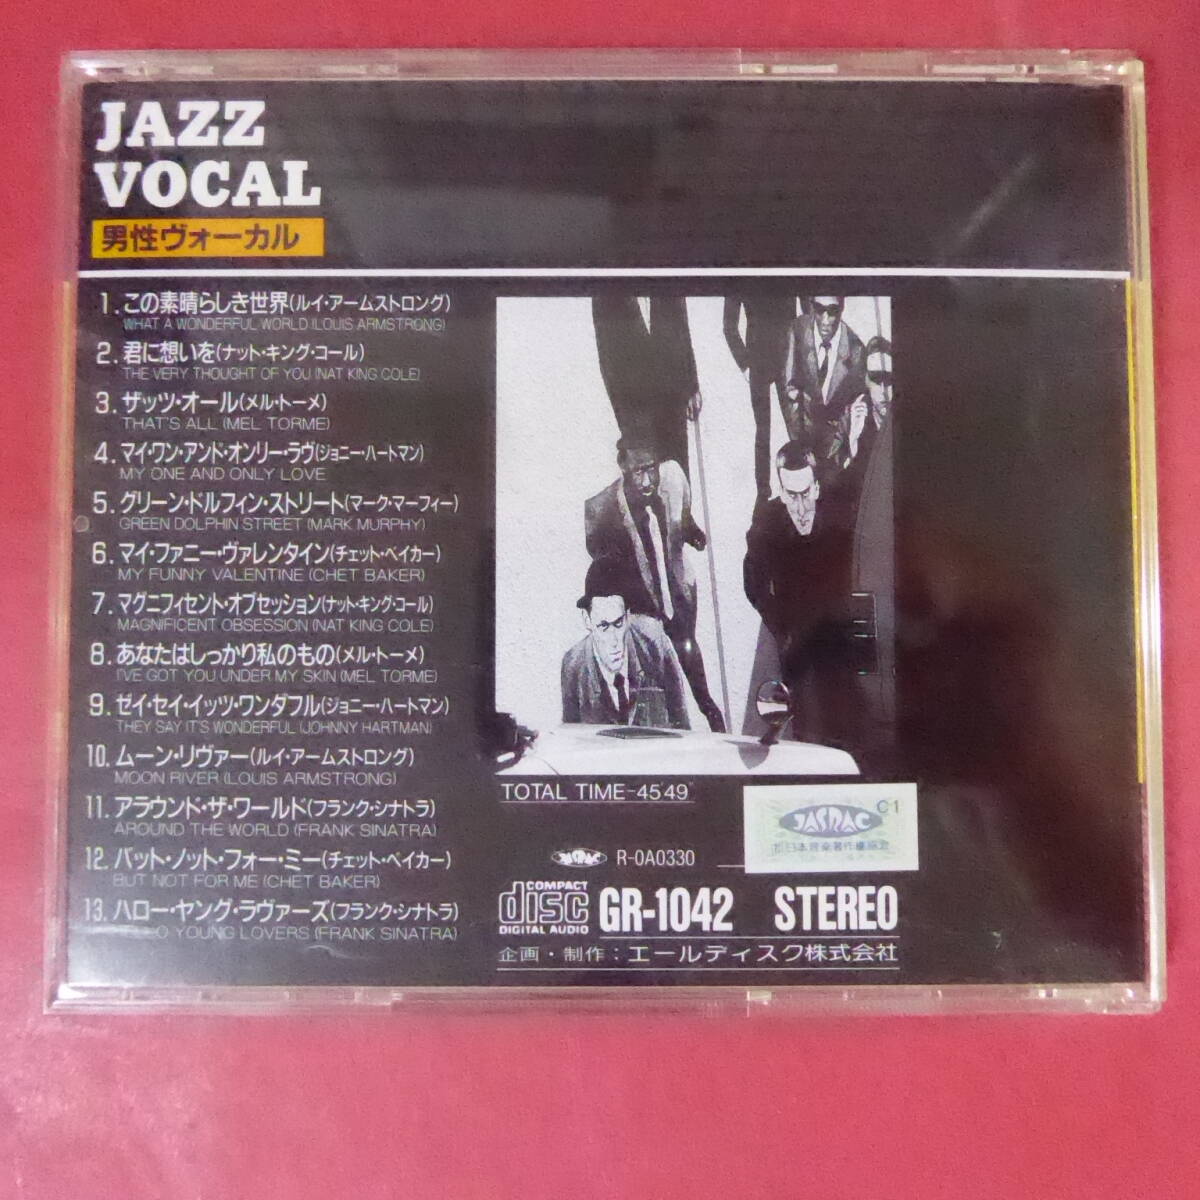 JAZZ
VOCAL
男性ヴォーカル
1. この素晴らしき世界(ルイ・アームストロング)
WHAT A WONDERFUL WORLD (LOUIS ARMSTRONG)
2. 君に想いを(ナット・キング・コール)
THE VERY THOUGHT OF YOU (NAT KING COLE)
3. ザッツ・オール(メル・トーメ)
THAT'S ALL (MEL TORME)
4. マイ・ワン・アンド・オンリー・ラヴ(ジョニー・ハートマン)
MY ONE AND ONLY LOVE
5. グリーン・ドルフィン・ストリート(マーク・マーフィー)
GREEN DOLPHIN STREET (MARK MURPHY)
6. マイ・ファニー・ヴァレンタイン(チェット・ベイカー)
MY FUNNY VALENTINE (CHET BAKER)
7. マグニフィセント・オブセッション(ナット・キング・コール)
MAGNIFICENT OBSESSION (NAT KING COLE)
8. あなたはしっかり私のもの(メル・トーメ)
I'VE GOT YOU UNDER MY SKIN (MEL TORME)
9. ゼイ・セイ・イッツ・ワンダフル(ジョニー・ハートマン)
THEY SAY IT'S WONDERFUL (JOHNNY HARTMAN)
10. ムーン・リヴァー(ルイ・アームストロング)
MOON RIVER (LOUIS ARMSTRONG)
11. アラウンド・ザ・ワールド(フランク・シナトラ)
AROUND THE WORLD (FRANK SINATRA)
12. バット・ノット・フォー・ミー(チェット・ベイカー)
BUT NOT FOR ME (CHET BAKER)
13. ハロー・ヤング・ラヴァーズ(フランク・シナトラ)
YOUNG LOVERS (FRANK SINATRA)
TOTAL TIME-45'49"
JASRAC C1
日本音楽著作権協会
JASRAC R-0A0330
COMPACT
disc
DIGITAL AUDIO
GR-1042 STEREO
企画・制作：エールディスク株式会社